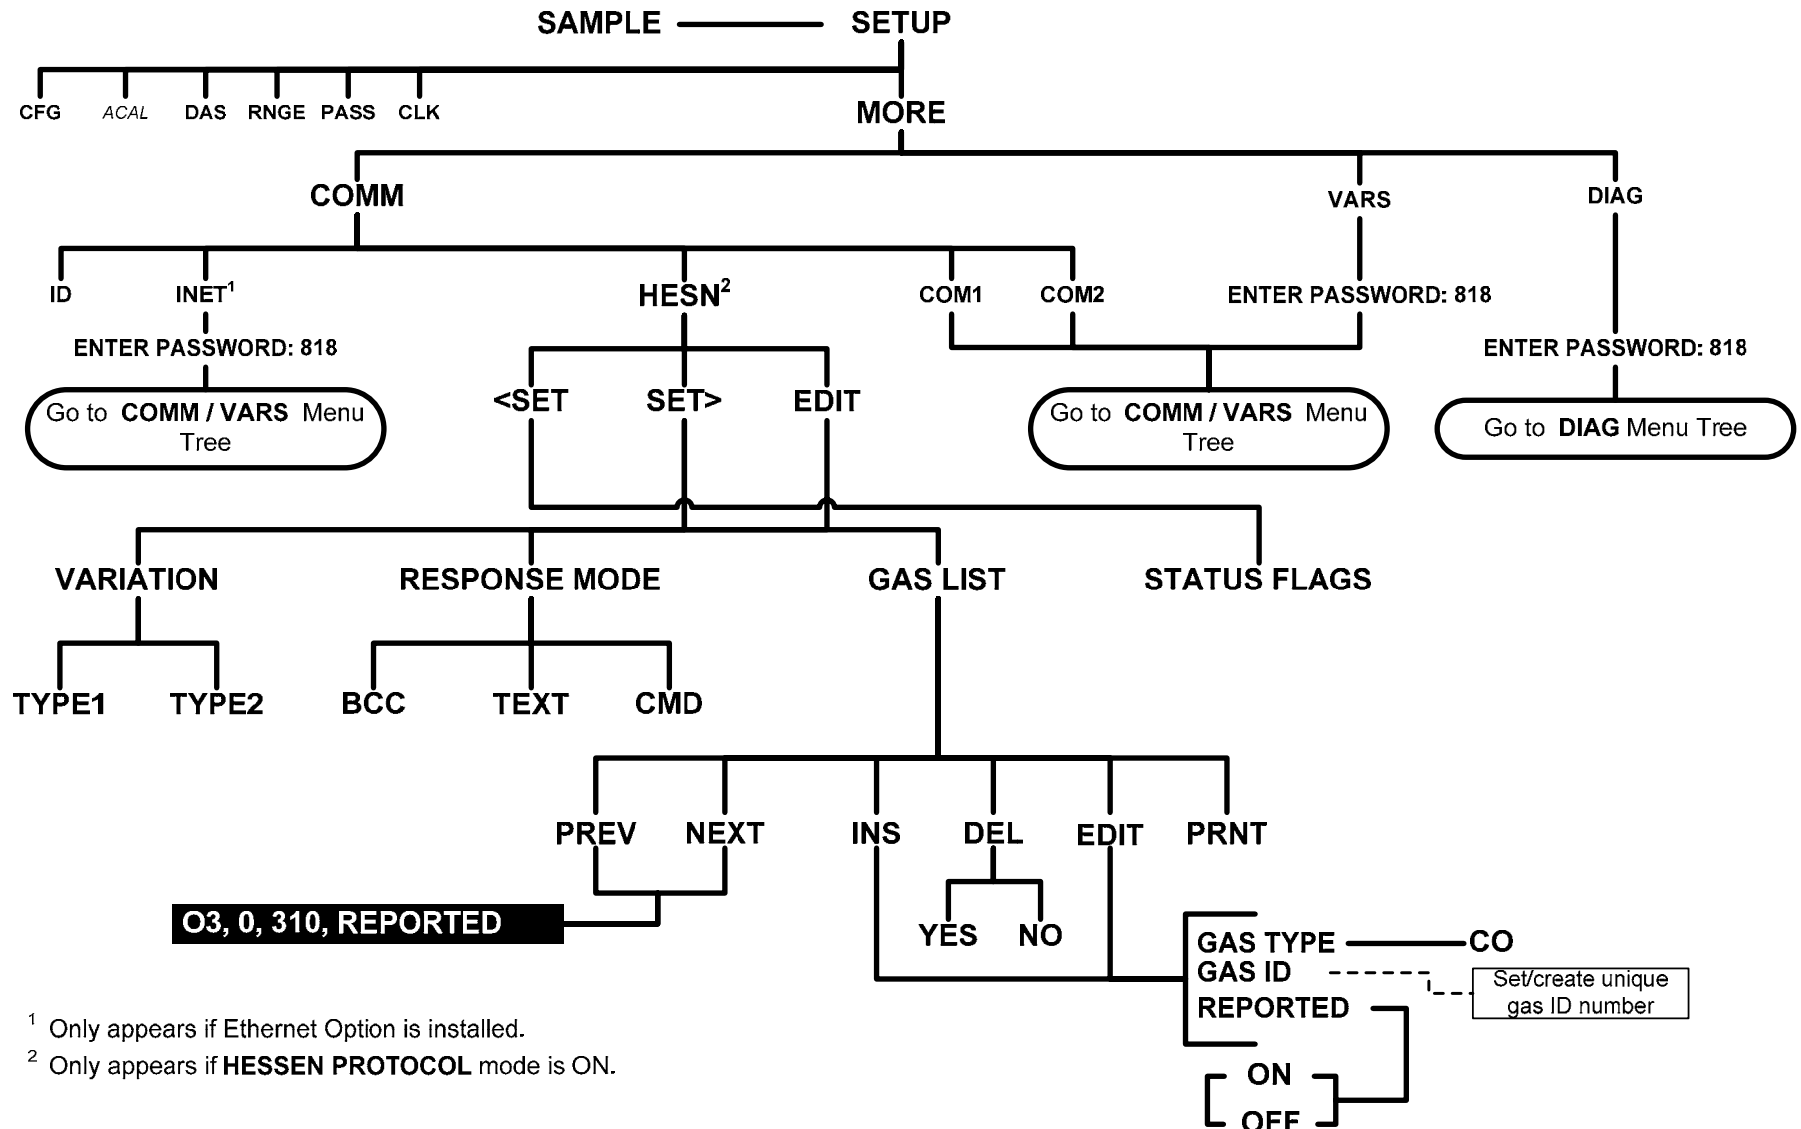 SAMPLE SETUP
CFG ACAL DAS RNGE PASS CLK
MORE
COMM
VARS
DIAG
ID INET1 HESN2 COM1 COM2 ENTER PASSWORD: 818
ENTER PASSWORD: 818
ENTER PASSWORD: 818
<SET SET> EDIT
Go to COMM / VARS Menu
Tree
Go to COMM / VARS Menu
Tree
Go to DIAG Menu Tree
VARIATION RESPONSE MODE GAS LIST STATUS FLAGS
TYPE1 TYPE2 BCC TEXT CMD
PREV NEXT INS DEL EDIT PRNT
O3, 0, 310, REPORTED
YES NO
GAS TYPE CO
GAS ID
Set/create unique
gas ID number
REPORTED
ON
OFF
1 Only appears if Ethernet Option is installed.
2 Only appears if HESSEN PROTOCOL mode is ON.